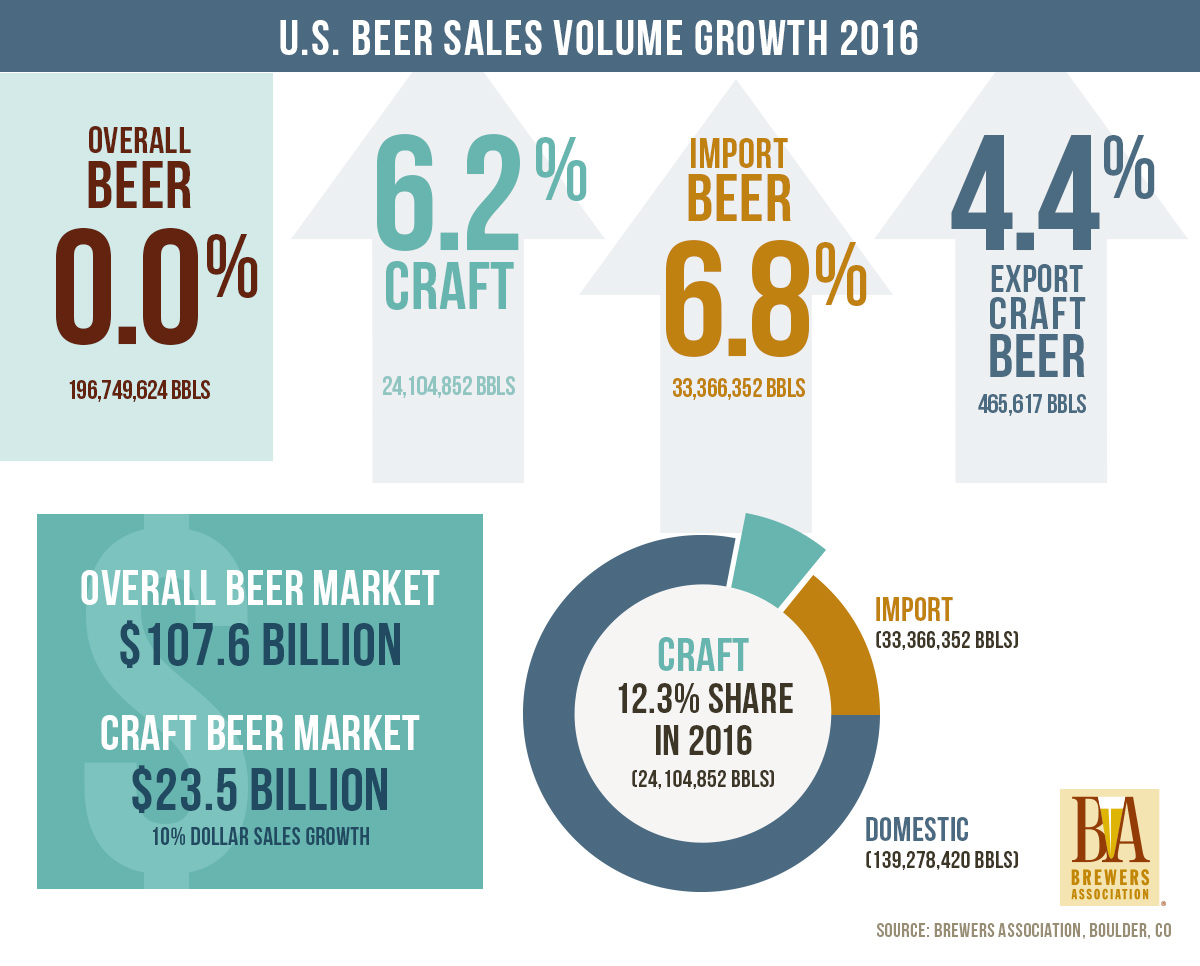 U.S. BEER SALES VOLUME GROWTH 2016
OVERALL
BEER
0.0%
196,749,624 BBLS
6.2%
CRAFT
24,104,852 BBLS
IMPORT
BEER
6.8%
33,366,352 BBLS
4.4%
EXPORT
CRAFT
BEER
465,617 BBLS
$
OVERALL BEER MARKET
$107.6 BILLION
CRAFT BEER MARKET
$23.5 BILLION
10% DOLLAR SALES GROWTH
CRAFT
12.3% SHARE
IN 2016
(24,104,852 BBLS)
IMPORT
(33,366,352 BBLS)
DOMESTIC
(139,278,420 BBLS)
BA
BREWERS
ASSOCIATION®
SOURCE: BREWERS ASSOCIATION, BOULDER, CO